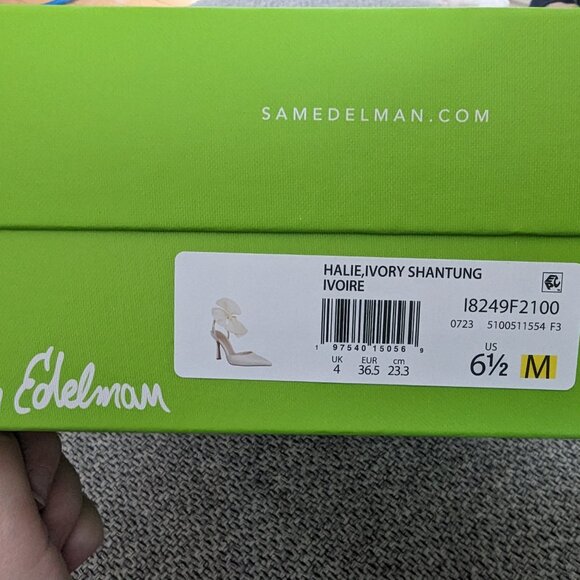 SAMEDELMAN.COM
HALIE,IVORY SHANTUNG
IVOIRE
I8249F2100
0723 5100511554 F3
1 97540 15056 9
UK EUR cm US
4 36.5 23.3 6½ M
Edelman